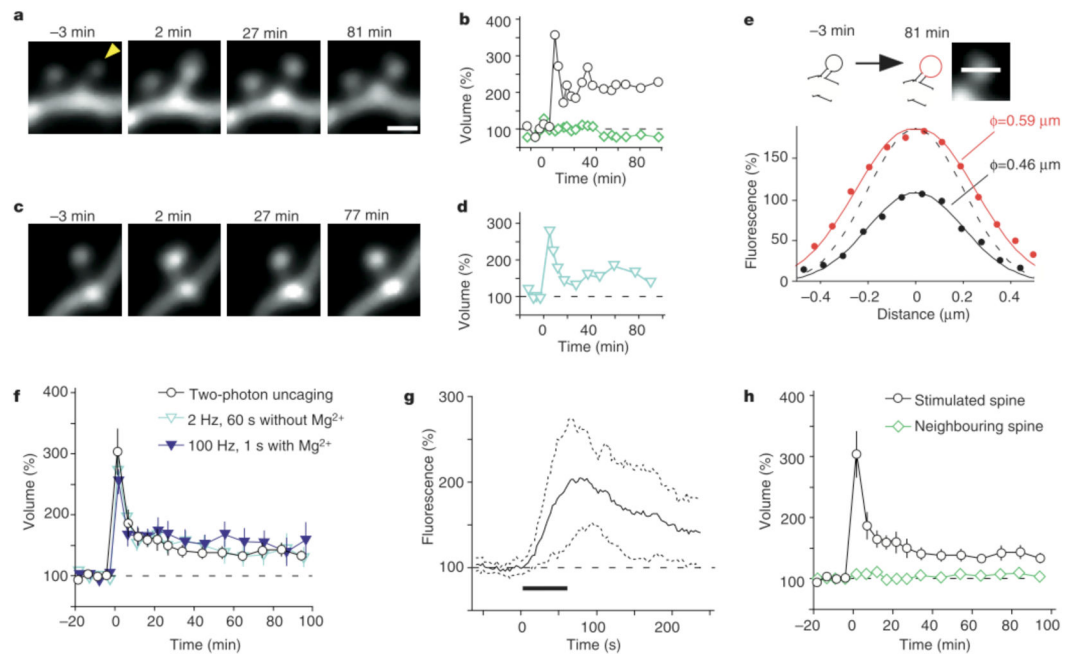 a
–3 min 2 min 27 min 81 min
b
400
300
200
100
Volume (%)
0 40 80
Time (min)
c
–3 min 2 min 27 min 77 min
d
300
200
100
Volume (%)
0 40 80
Time (min)
e
–3 min 81 min
ϕ=0.59 μm
ϕ=0.46 μm
150
100
50
0
Fluorescence (%)
–0.4 –0.2 0 0.2 0.4
Distance (μm)
f
Two-photon uncaging
2 Hz, 60 s without Mg²⁺
100 Hz, 1 s with Mg²⁺
400
300
200
100
Volume (%)
–20 0 20 40 60 80 100
Time (min)
g
300
200
100
Fluorescence (%)
0 100 200
Time (s)
h
Stimulated spine
Neighbouring spine
400
300
200
100
Volume (%)
–20 0 20 40 60 80 100
Time (min)